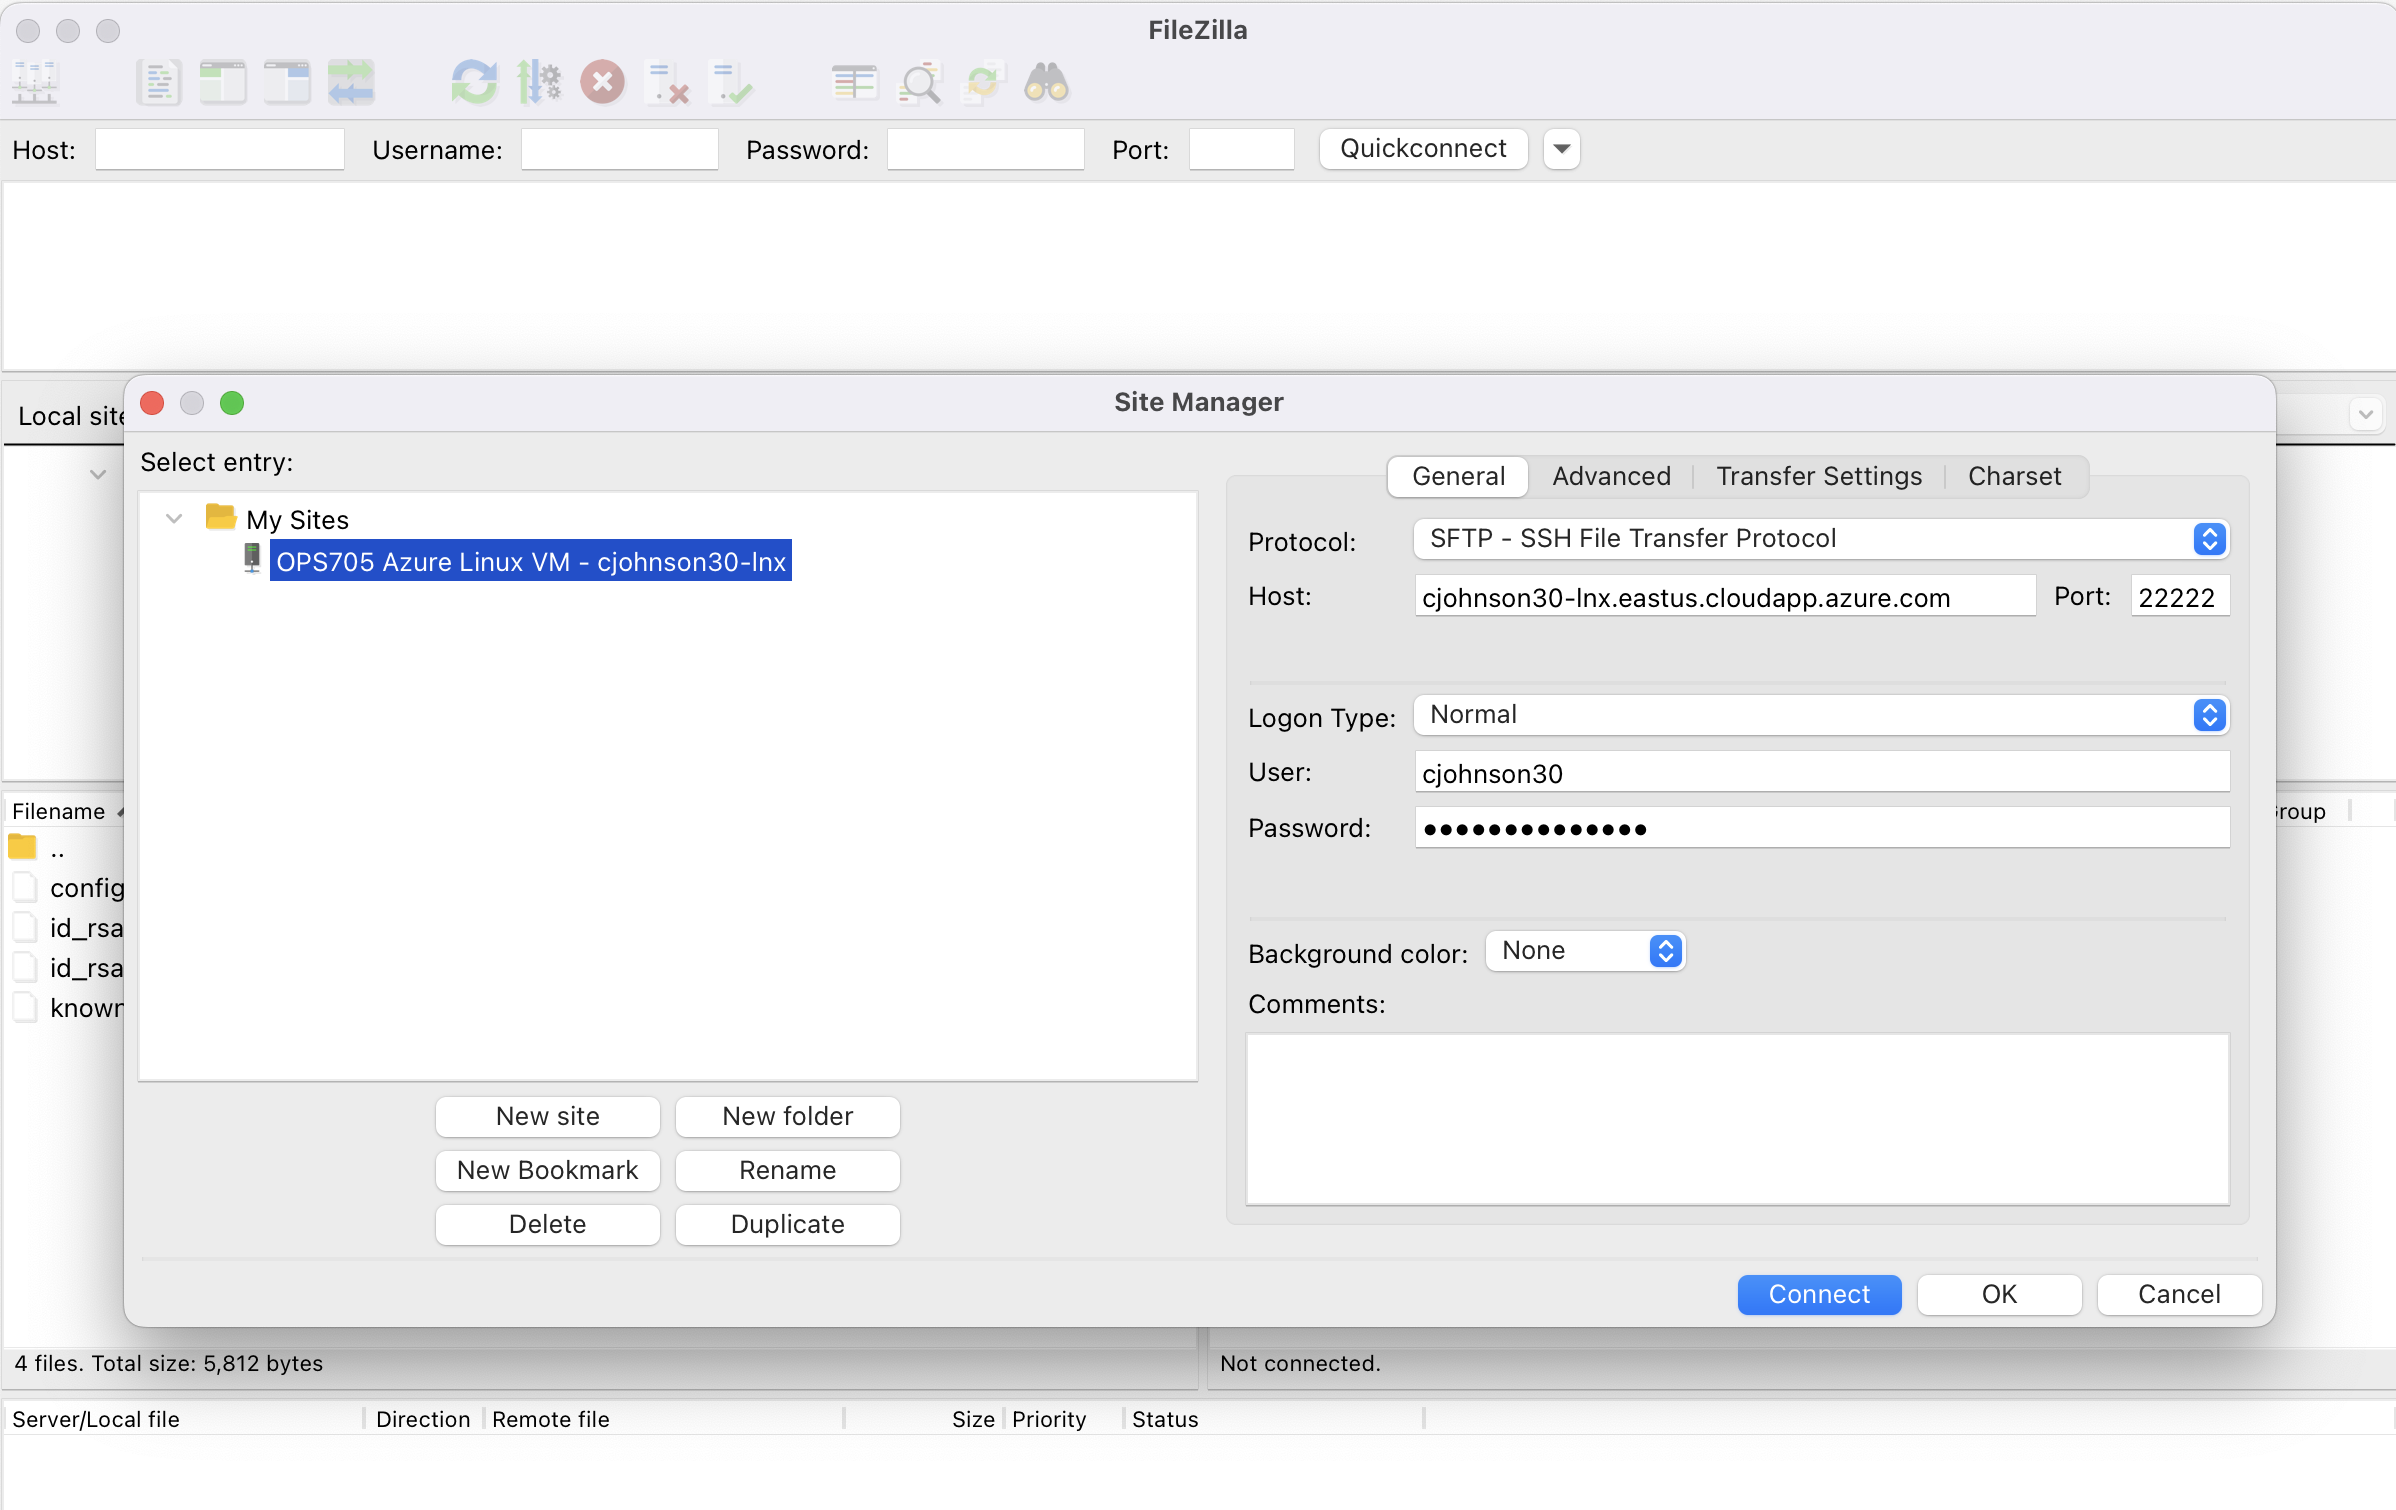 FileZilla
Host: Username: Password: Port: Quickconnect
Site Manager
Local site
Select entry:
My Sites
OPS705 Azure Linux VM - cjohnson30-lnx
General Advanced Transfer Settings Charset
Protocol: SFTP - SSH File Transfer Protocol
Host: cjohnson30-lnx.eastus.cloudapp.azure.com Port: 22222
Logon Type: Normal
User: cjohnson30
Password: ●●●●●●●●●●●●●●
Background color: None
Comments:
Filename
..
config
id_rsa
id_rsa
known
Group
New site New folder
New Bookmark Rename
Delete Duplicate
Connect OK Cancel
4 files. Total size: 5,812 bytes
Not connected.
Server/Local file Direction Remote file Size Priority Status